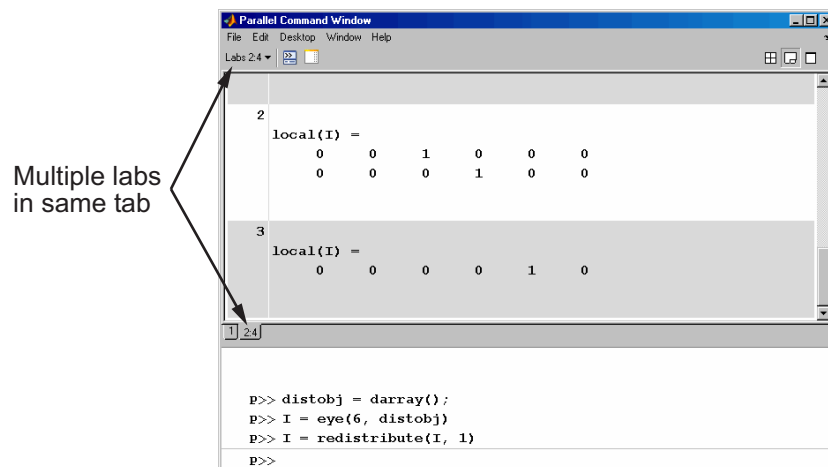 Parallel Command Window
File Edit Desktop Window Help
Labs 2:4
2
local(I) =
0 0 1 0 0 0
0 0 0 1 0 0
Multiple labs
in same tab
3
local(I) =
0 0 0 0 1 0
1 2:4
p>> distobj = darray();
p>> I = eye(6, distobj)
p>> I = redistribute(I, 1)
p>>